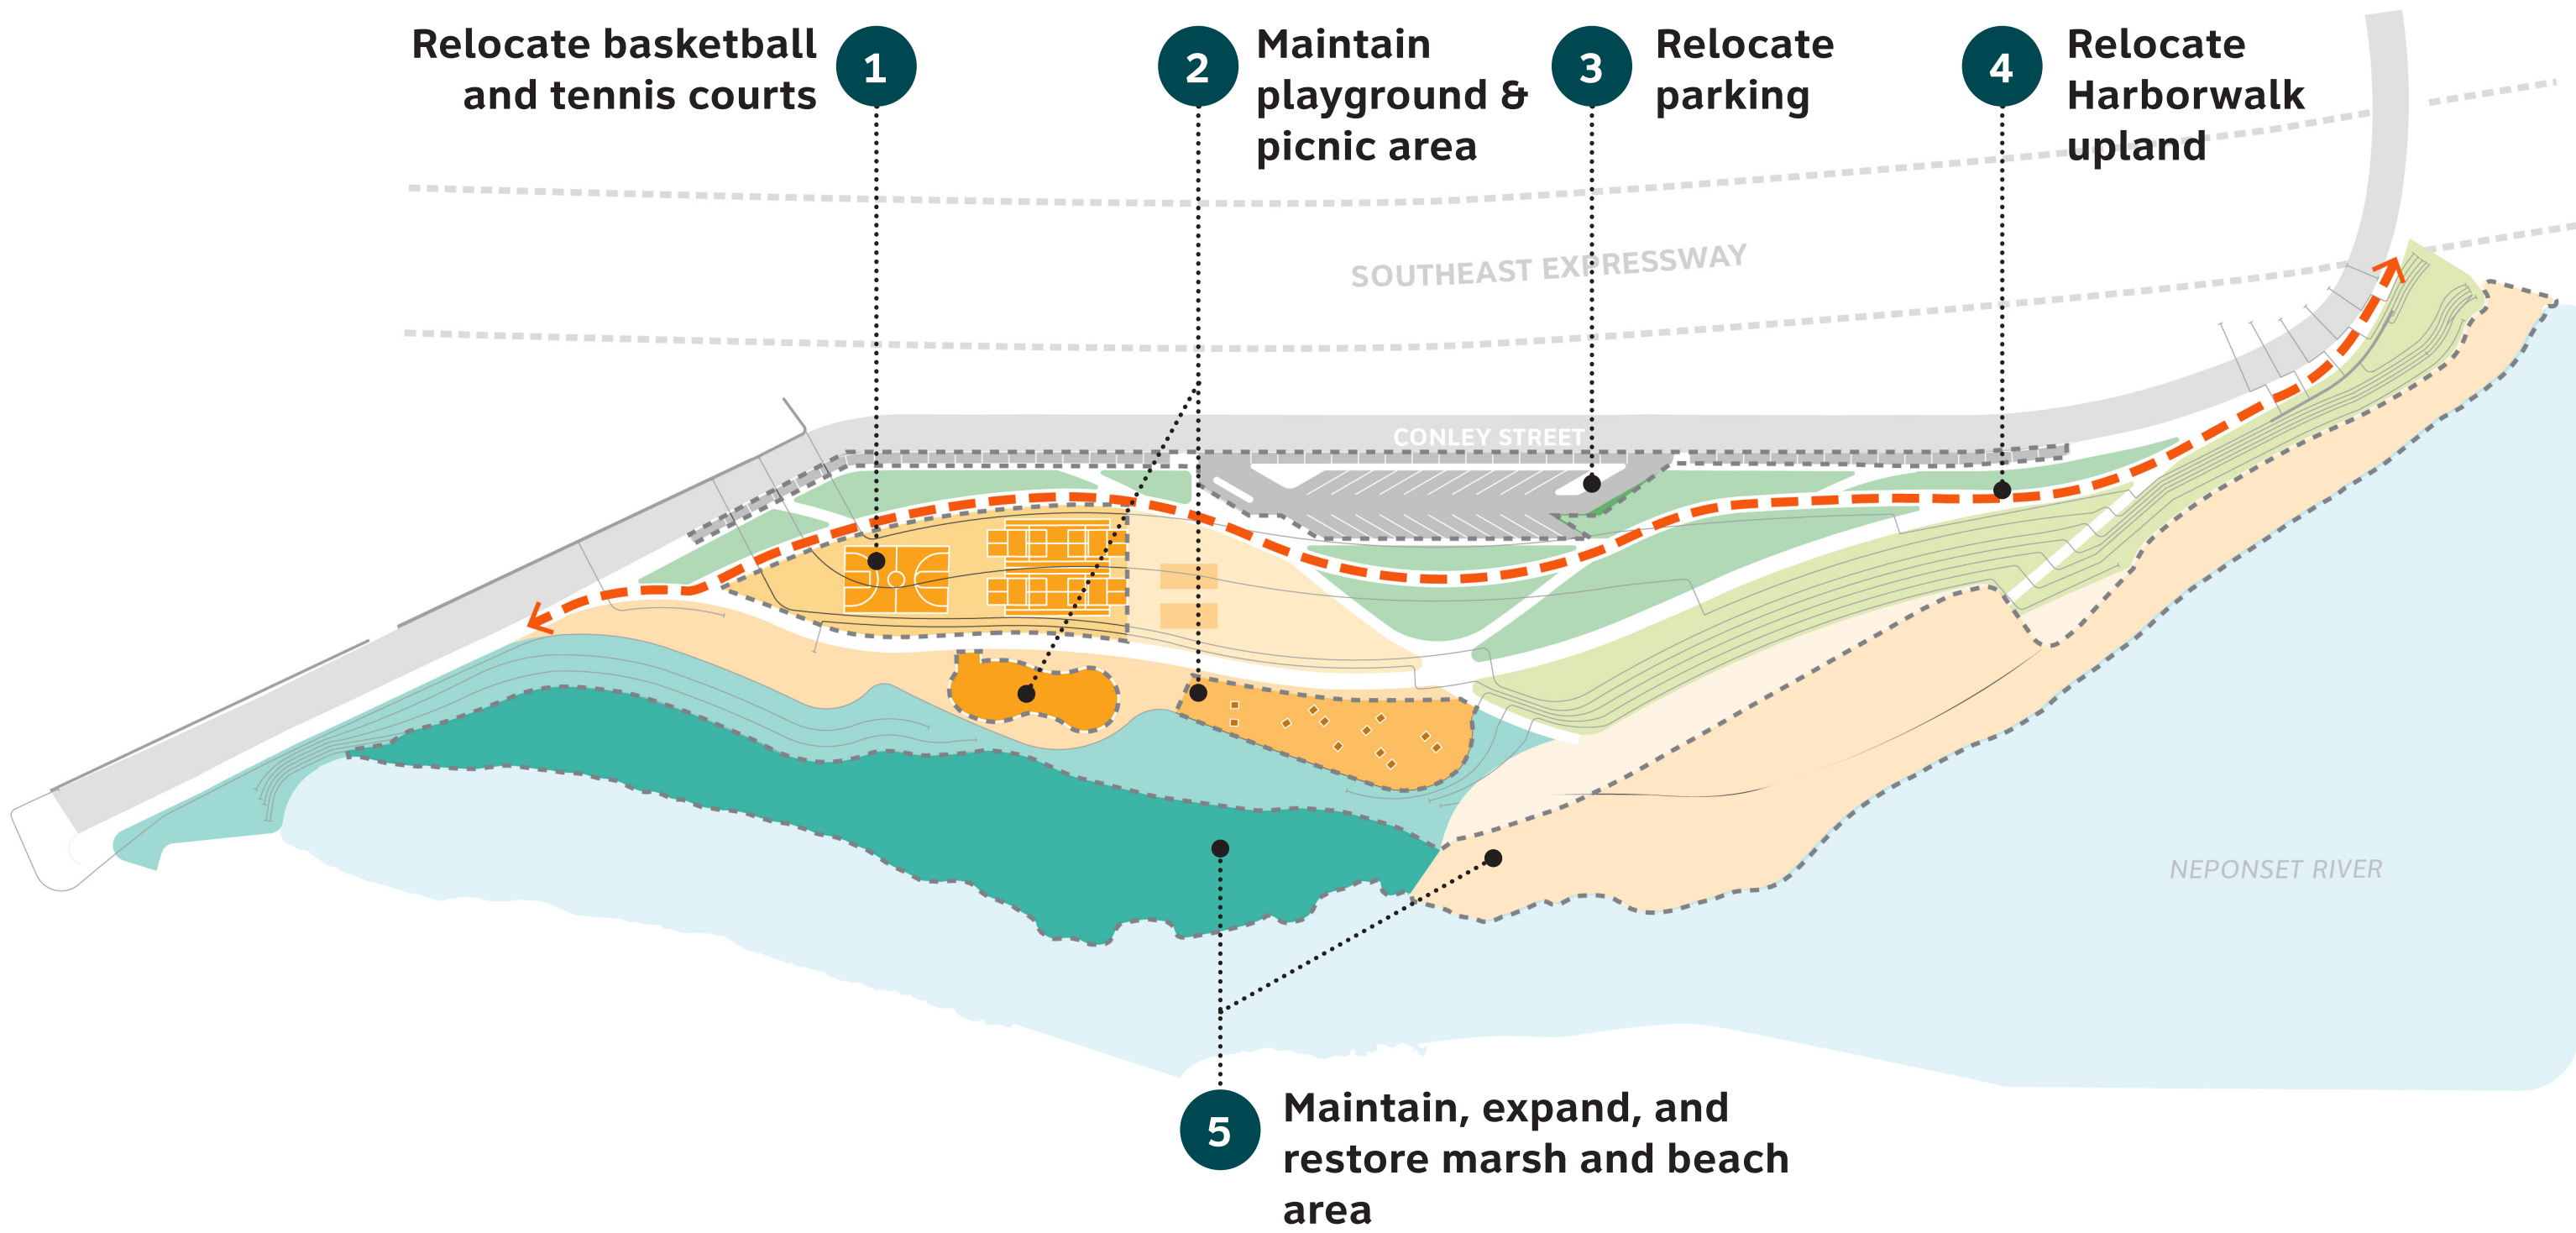 Relocate basketball
and tennis courts
1
2
Maintain
playground &
picnic area
3
Relocate
parking
4
Relocate
Harborwalk
upland
SOUTHEAST EXPRESSWAY
CONLEY STREET
NEPONSET RIVER
5
Maintain, expand, and
restore marsh and beach
area